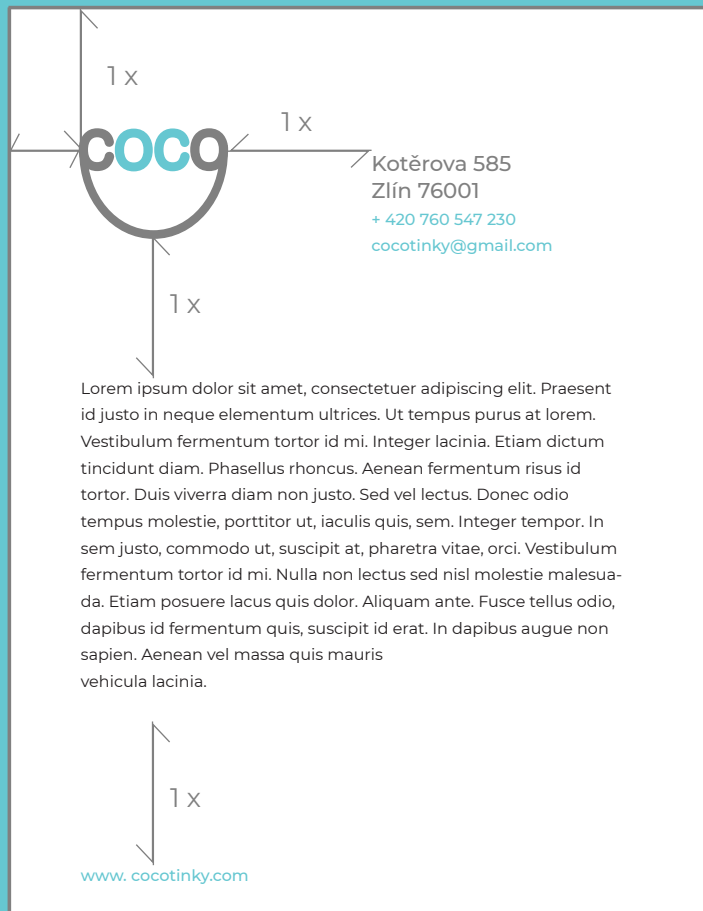 1 x
coco
1 x
Kotěrova 585
Zlín 76001
+ 420 760 547 230
cocotinky@gmail.com
1 x
Lorem ipsum dolor sit amet, consectetuer adipiscing elit. Praesent
id justo in neque elementum ultrices. Ut tempus purus at lorem.
Vestibulum fermentum tortor id mi. Integer lacinia. Etiam dictum
tincidunt diam. Phasellus rhoncus. Aenean fermentum risus id
tortor. Duis viverra diam non justo. Sed vel lectus. Donec odio
tempus molestie, porttitor ut, iaculis quis, sem. Integer tempor. In
sem justo, commodo ut, suscipit at, pharetra vitae, orci. Vestibulum
fermentum tortor id mi. Nulla non lectus sed nisl molestie malesua-
da. Etiam posuere lacus quis dolor. Aliquam ante. Fusce tellus odio,
dapibus id fermentum quis, suscipit id erat. In dapibus augue non
sapien. Aenean vel massa quis mauris
vehicula lacinia.
1 x
www. cocotinky.com